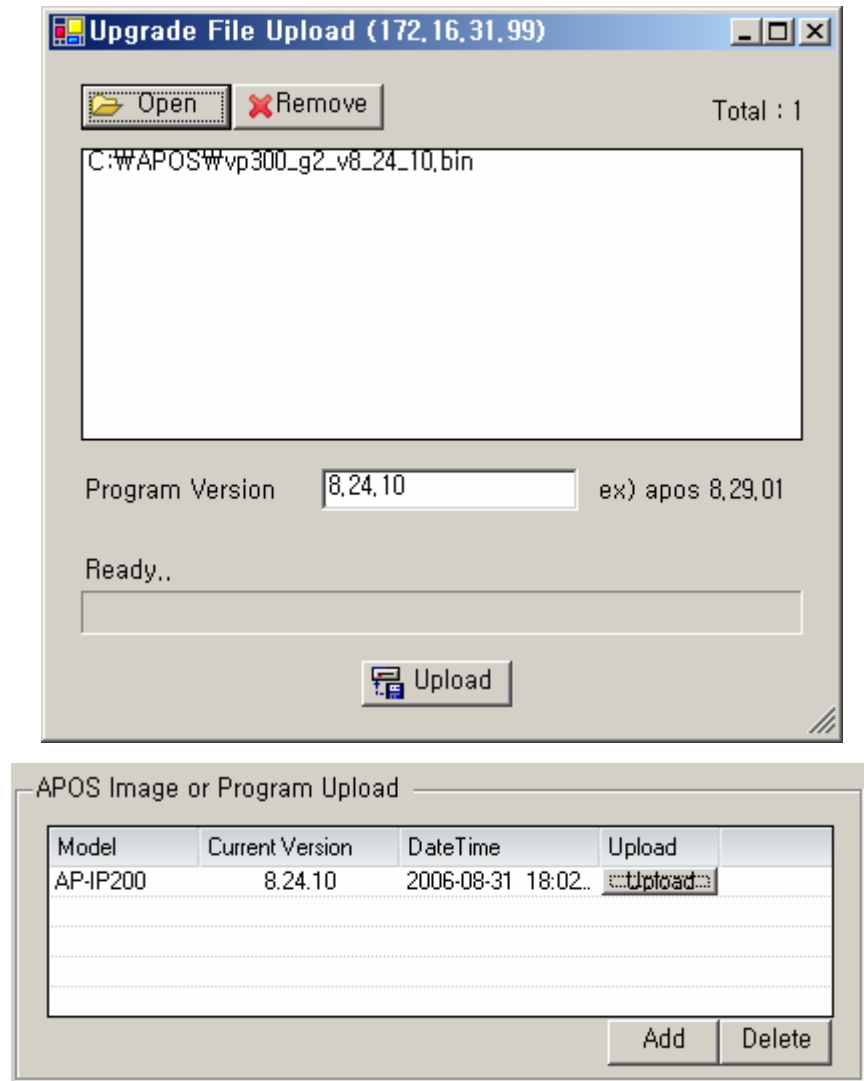 Upgrade File Upload (172,16,31,99)
Open Remove Total : 1
C:₩APOS₩vp300_g2_v8_24_10,bin
Program Version 8,24,10 ex) apos 8,29,01
Ready,,
Upload
APOS Image or Program Upload
Model Current Version DateTime Upload
AP-IP200 8.24.10 2006-08-31 18:02.. Upload
Add Delete